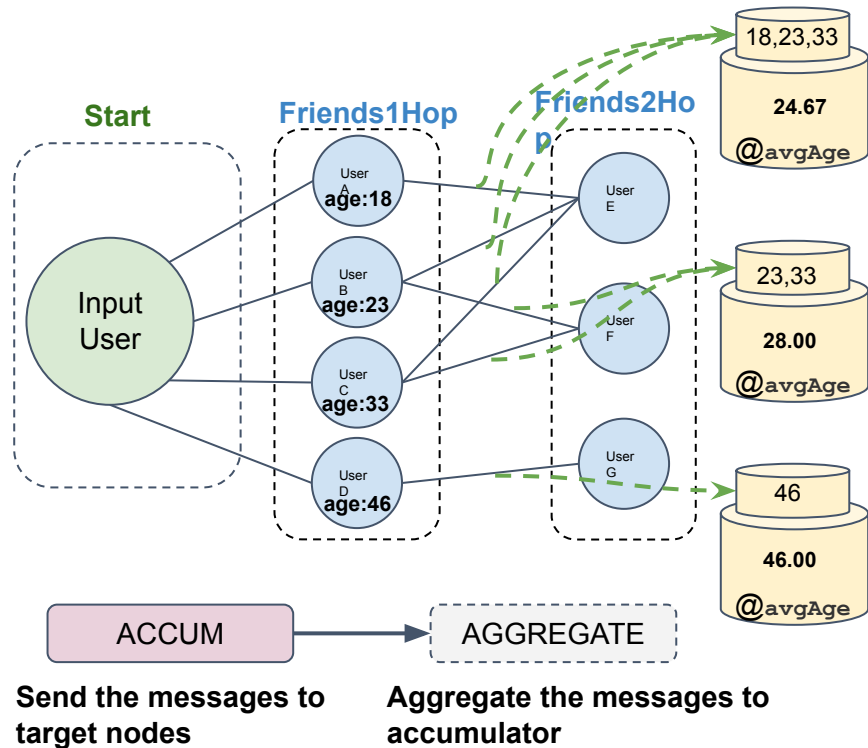 Start
Friends1Hop
Friends2Ho
p
Input
User
User
A
age:18
User
B
age:23
User
C
age:33
User
D
age:46
User
E
User
F
User
G
18,23,33
24.67
@avgAge
23,33
28.00
@avgAge
46
46.00
@avgAge
ACCUM
AGGREGATE
Send the messages to
target nodes
Aggregate the messages to
accumulator